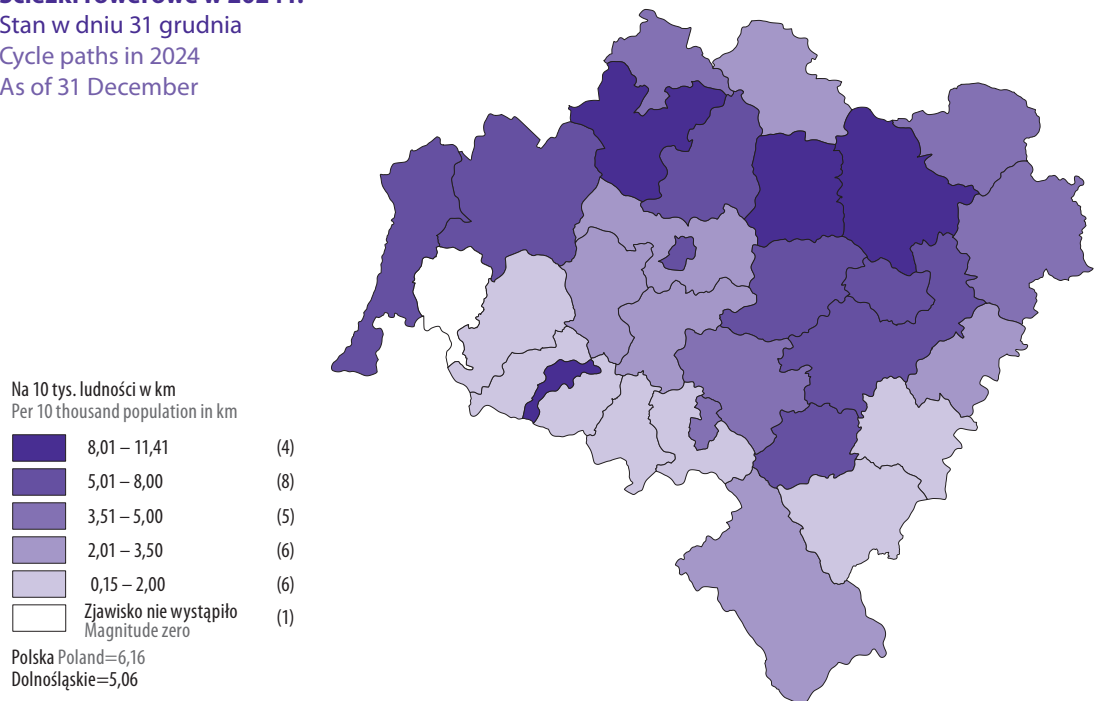 Ścieżki rowerowe w 2024 r.
Stan w dniu 31 grudnia
Cycle paths in 2024
As of 31 December
Na 10 tys. ludności w km
Per 10 thousand population in km
8,01 – 11,41 (4)
5,01 – 8,00 (8)
3,51 – 5,00 (5)
2,01 – 3,50 (6)
0,15 – 2,00 (6)
Zjawisko nie wystąpiło (1)
Magnitude zero
Polska Poland=6,16
Dolnośląskie=5,06